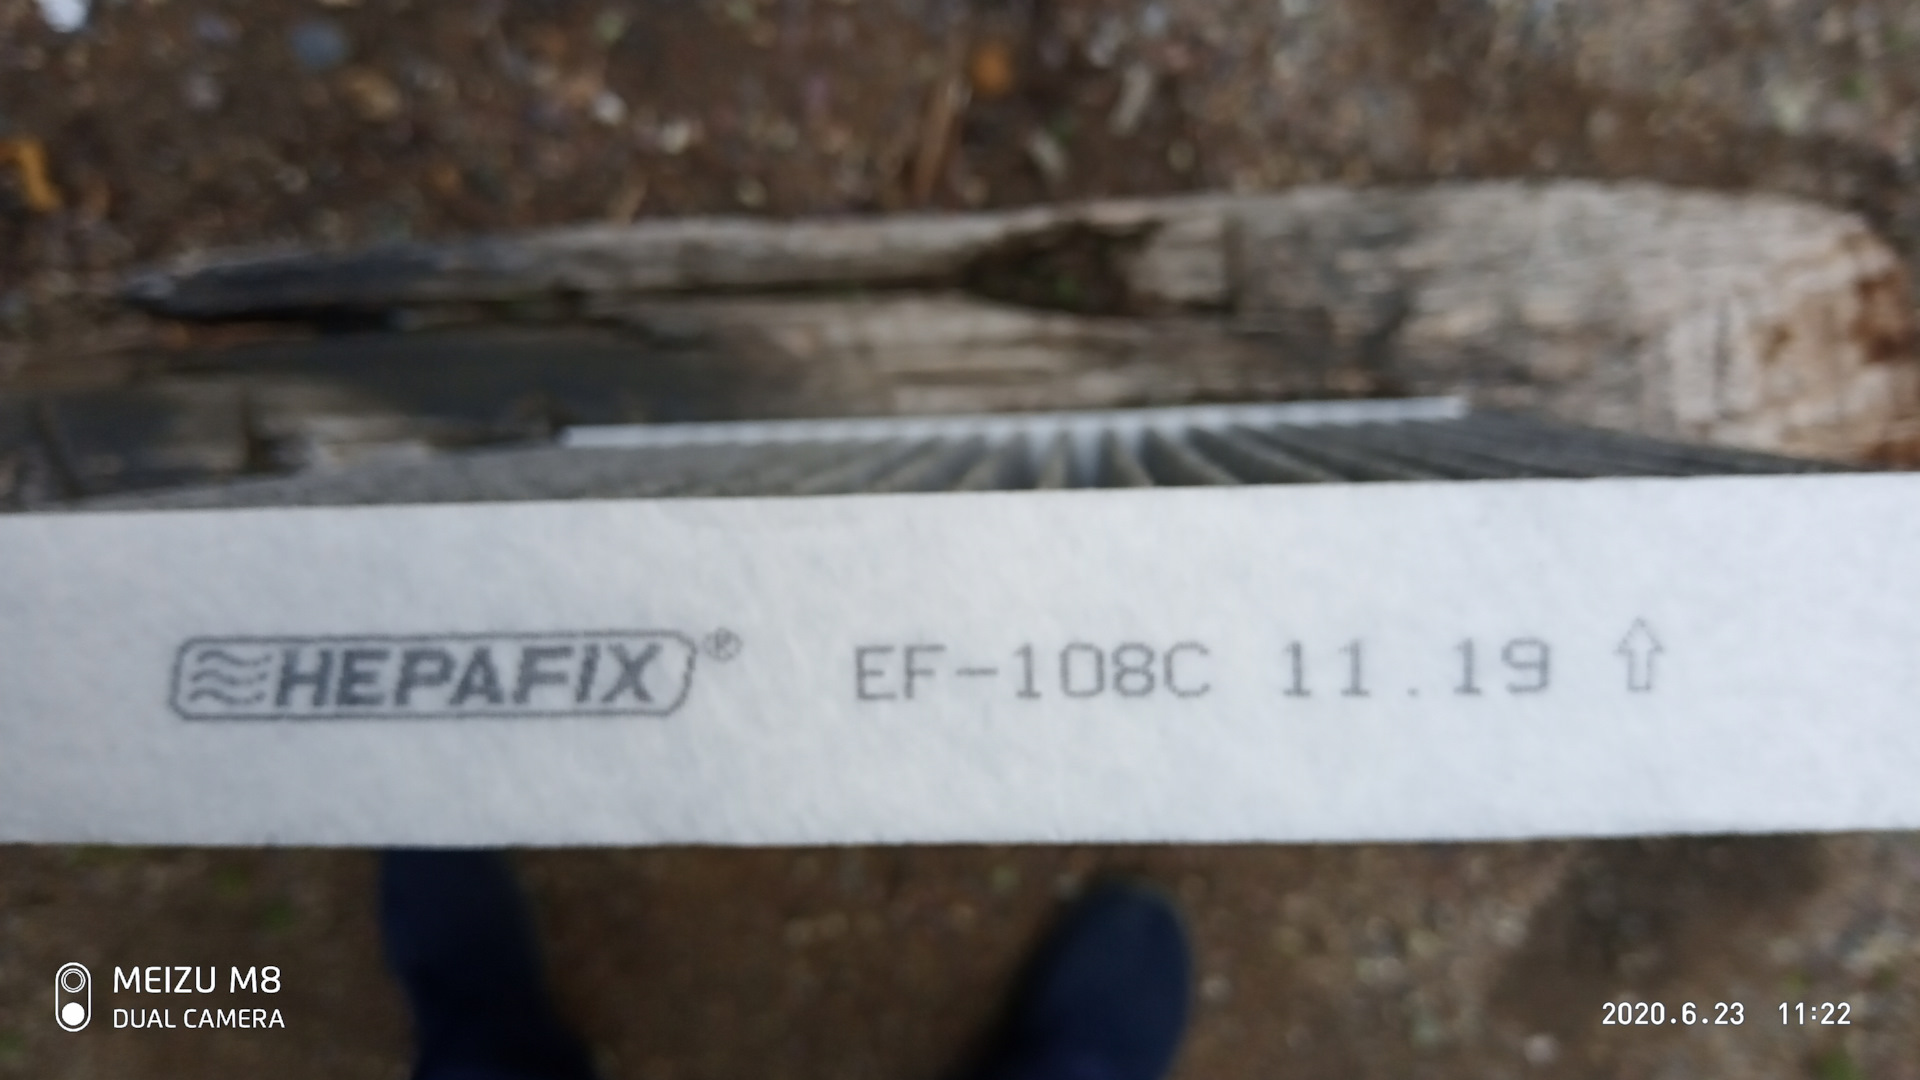 HEPAFIX® EF-108C 11.19
MEIZU M8
DUAL CAMERA
2020.6.23 11:22